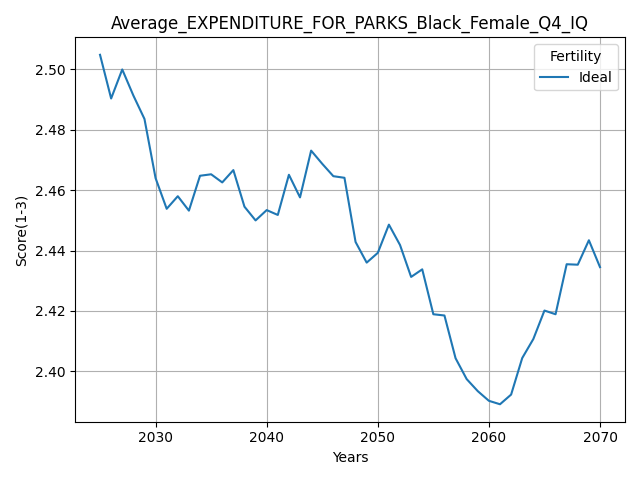 Average_EXPENDITURE_FOR_PARKS_Black_Female_Q4_IQ
Fertility
Ideal
Score(1-3)
2.50
2.48
2.46
2.44
2.42
2.40
2030 2040 2050 2060 2070
Years